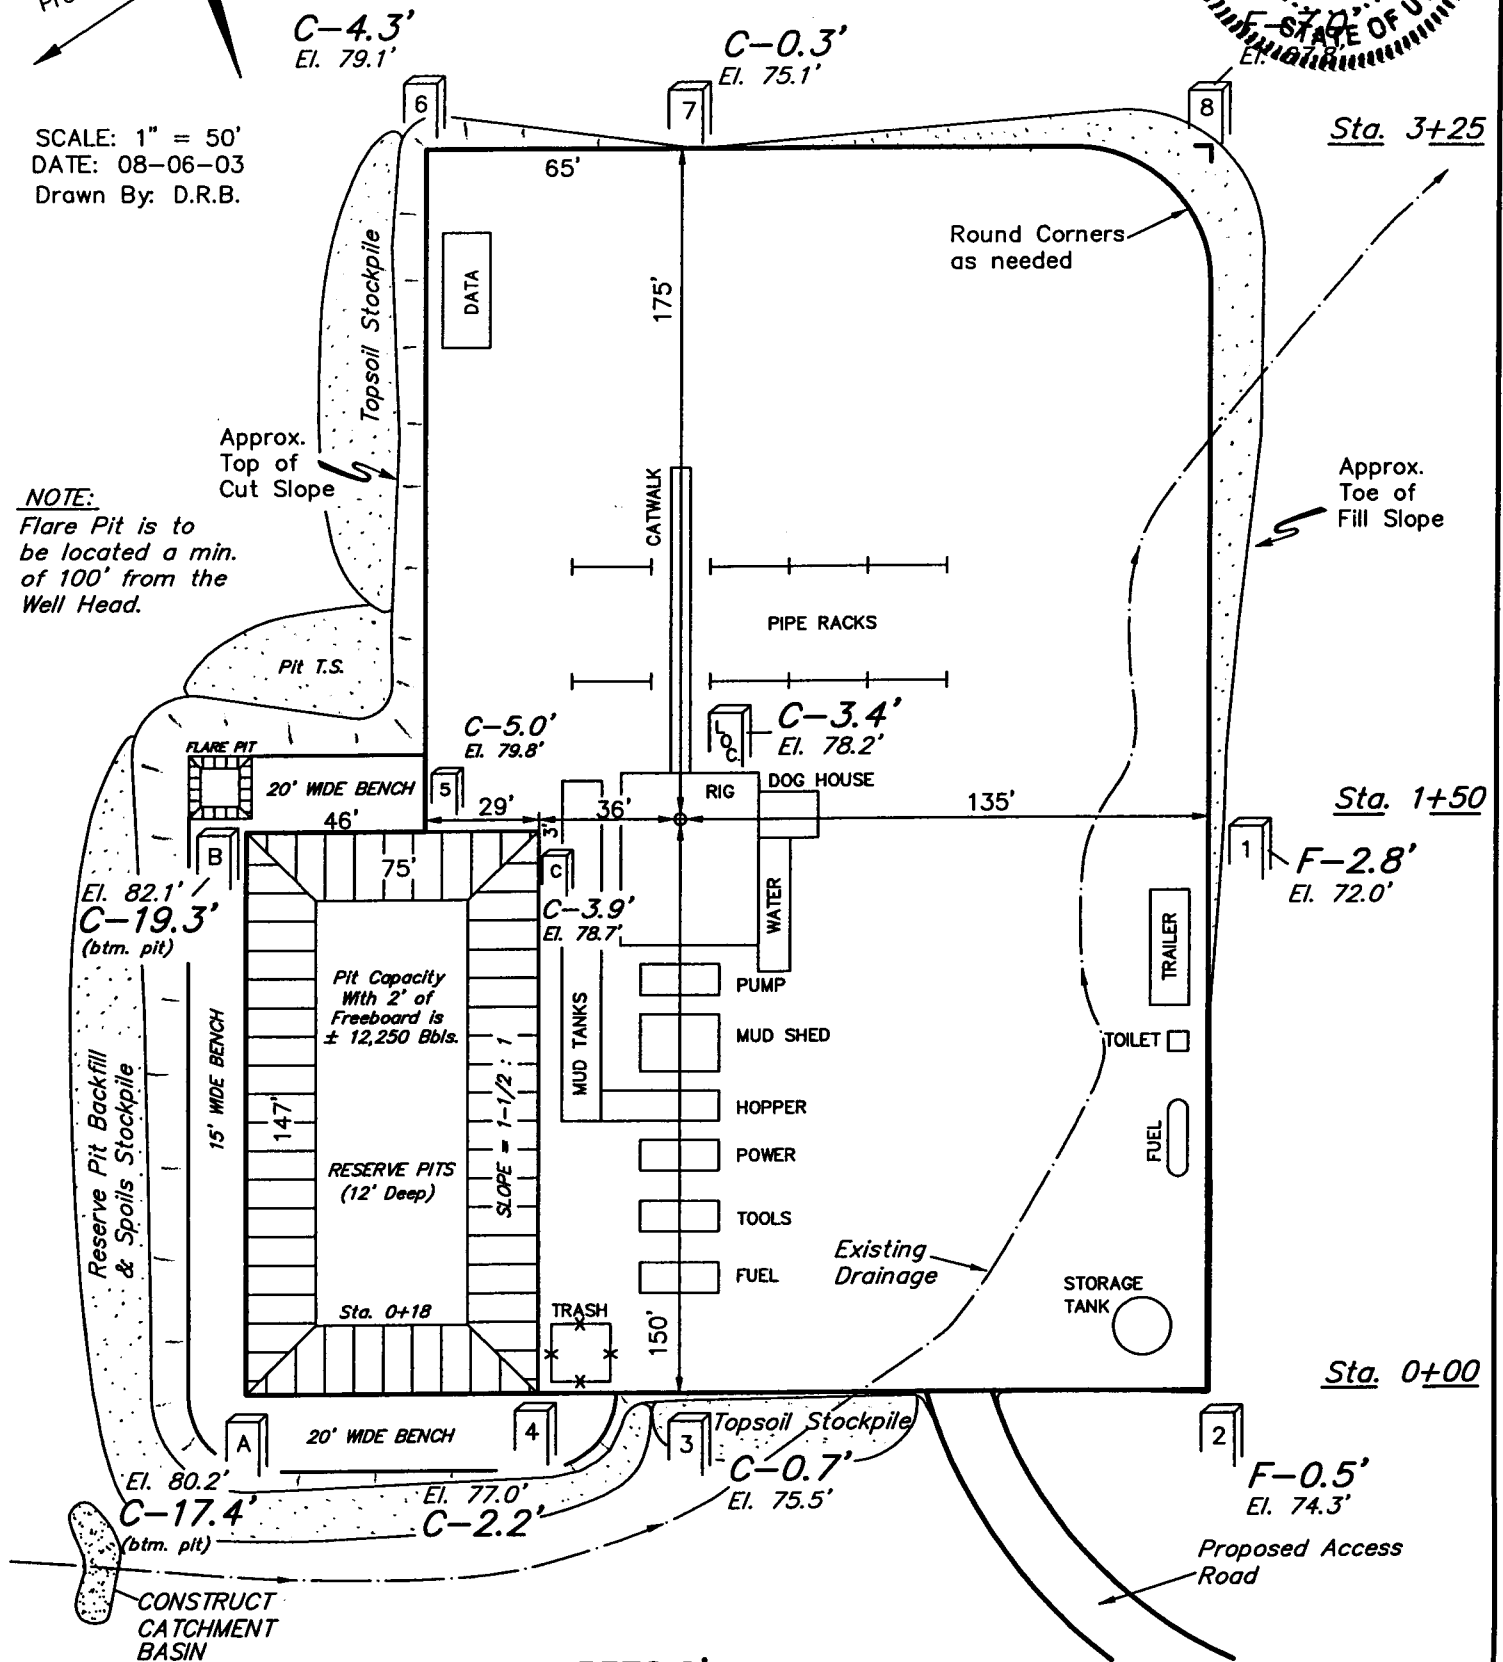 C-4.3'
El. 79.1'
C-0.3'
El. 75.1'
F-7.0'
El. 67.8'
STATE OF
SCALE: 1" = 50'
DATE: 08-06-03
Drawn By: D.R.B.
6
7
8
Sta. 3+25
65'
Round Corners
as needed
Topsoil Stockpile
DATA
175'
Approx.
Top of
Cut Slope
CATWALK
Approx.
Toe of
Fill Slope
NOTE:
Flare Pit is to
be located a min.
of 100' from the
Well Head.
PIPE RACKS
Pit T.S.
C-5.0'
El. 79.8'
L
O
C.
C-3.4'
El. 78.2'
FLARE PIT
20' WIDE BENCH
5
RIG
DOG HOUSE
46'
29'
36'
135'
Sta. 1+50
3'
B
75'
C
1
El. 82.1'
C-19.3'
(btm. pit)
C-3.9'
El. 78.7'
WATER
F-2.8'
El. 72.0'
TRAILER
Pit Capacity
With 2' of
Freeboard is
± 12,250 Bbls.
PUMP
MUD SHED
MUD TANKS
TOILET
15' WIDE BENCH
SLOPE = 1-1/2 : 1
Reserve Pit Backfill
& Spoils Stockpile
147'
HOPPER
POWER
FUEL
RESERVE PITS
(12' Deep)
TOOLS
Existing
Drainage
FUEL
STORAGE
TANK
Sta. 0+18
TRASH
150'
Sta. 0+00
A
20' WIDE BENCH
4
3
Topsoil Stockpile
2
El. 80.2'
C-17.4'
(btm. pit)
El. 77.0'
C-2.2'
C-0.7'
El. 75.5'
F-0.5'
El. 74.3'
Proposed Access
Road
CONSTRUCT
CATCHMENT
BASIN